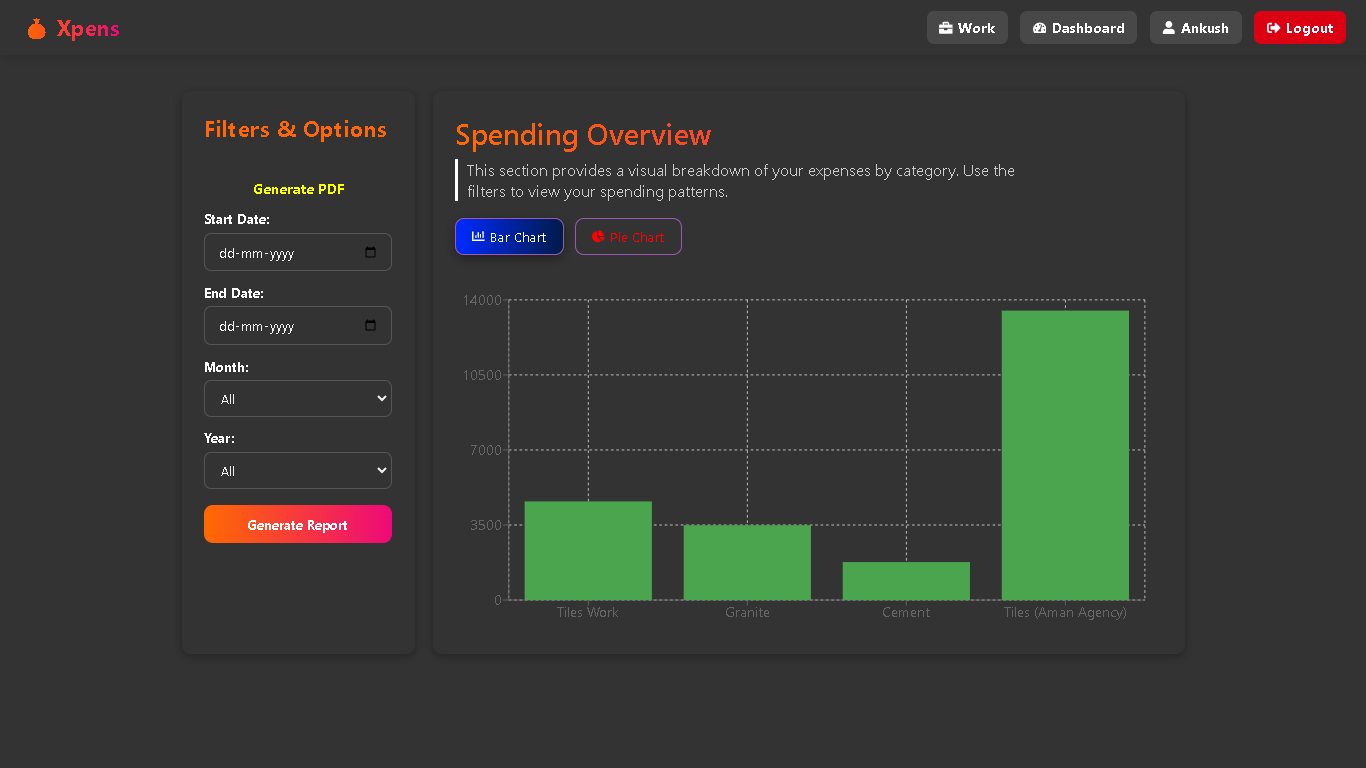 Xpens
Work
Dashboard
Ankush
Logout
Filters & Options
Generate PDF
Start Date:
dd-mm-yyyy
End Date:
dd-mm-yyyy
Month:
All
Year:
All
Generate Report
Spending Overview
This section provides a visual breakdown of your expenses by category. Use the
filters to view your spending patterns.
Bar Chart
Pie Chart
14000
10500
7000
3500
0
Tiles Work
Granite
Cement
Tiles (Aman Agency)